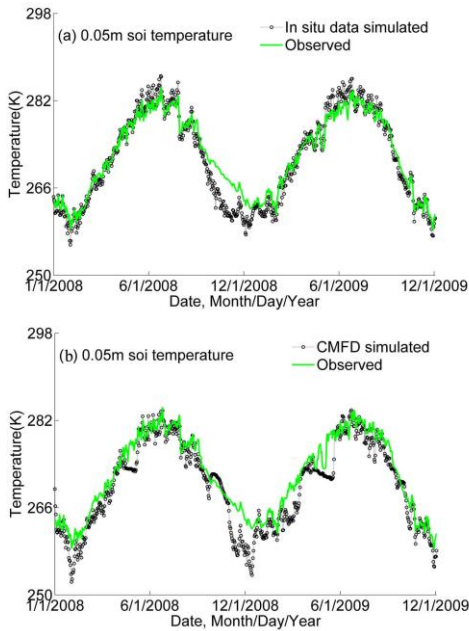 298
(a) 0.05m soi temperature
In situ data simulated
Observed
282
Temperature(K)
266
250
1/1/2008 6/1/2008 12/1/2008 6/1/2009 12/1/2009
Date, Month/Day/Year
298
(b) 0.05m soi temperature
CMFD simulated
Observed
282
Temperature(K)
266
250
1/1/2008 6/1/2008 12/1/2008 6/1/2009 12/1/2009
Date, Month/Day/Year